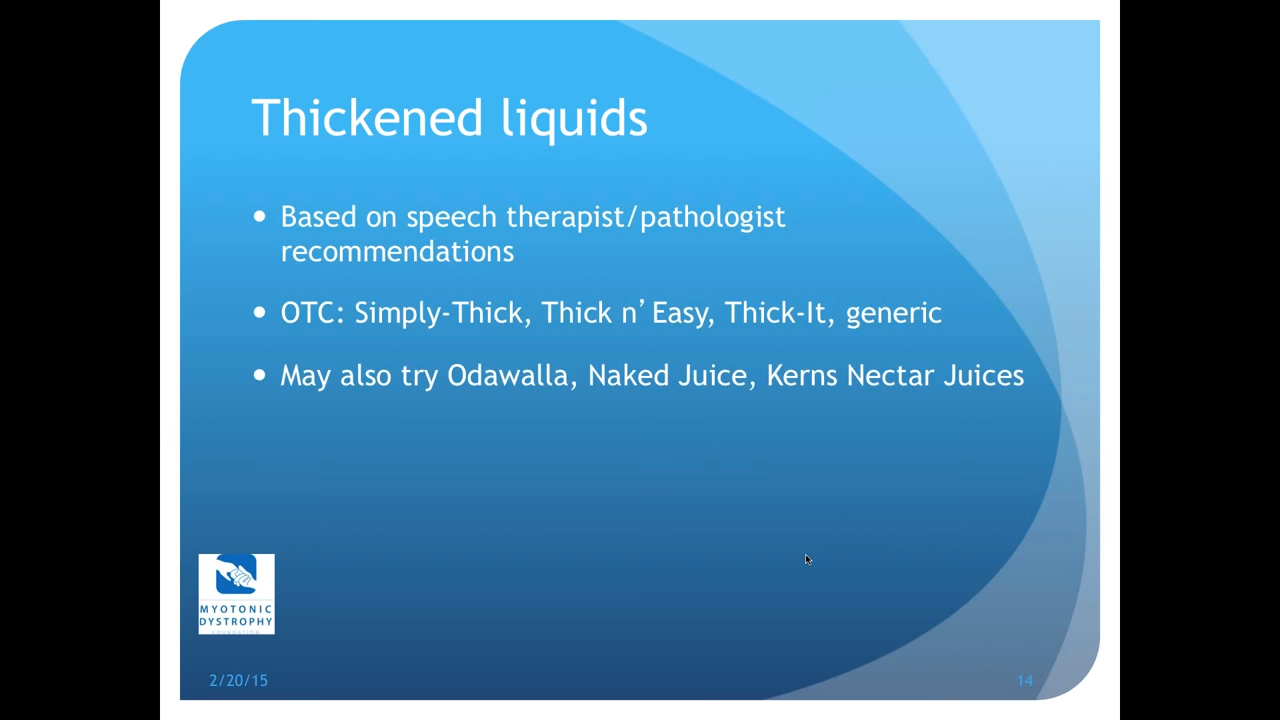 Thickened liquids
• Based on speech therapist/pathologist
recommendations
• OTC: Simply-Thick, Thick n’ Easy, Thick-It, generic
• May also try Odawalla, Naked Juice, Kerns Nectar Juices
MYOTONIC
DYSTROPHY
FOUNDATION
2/20/15
14